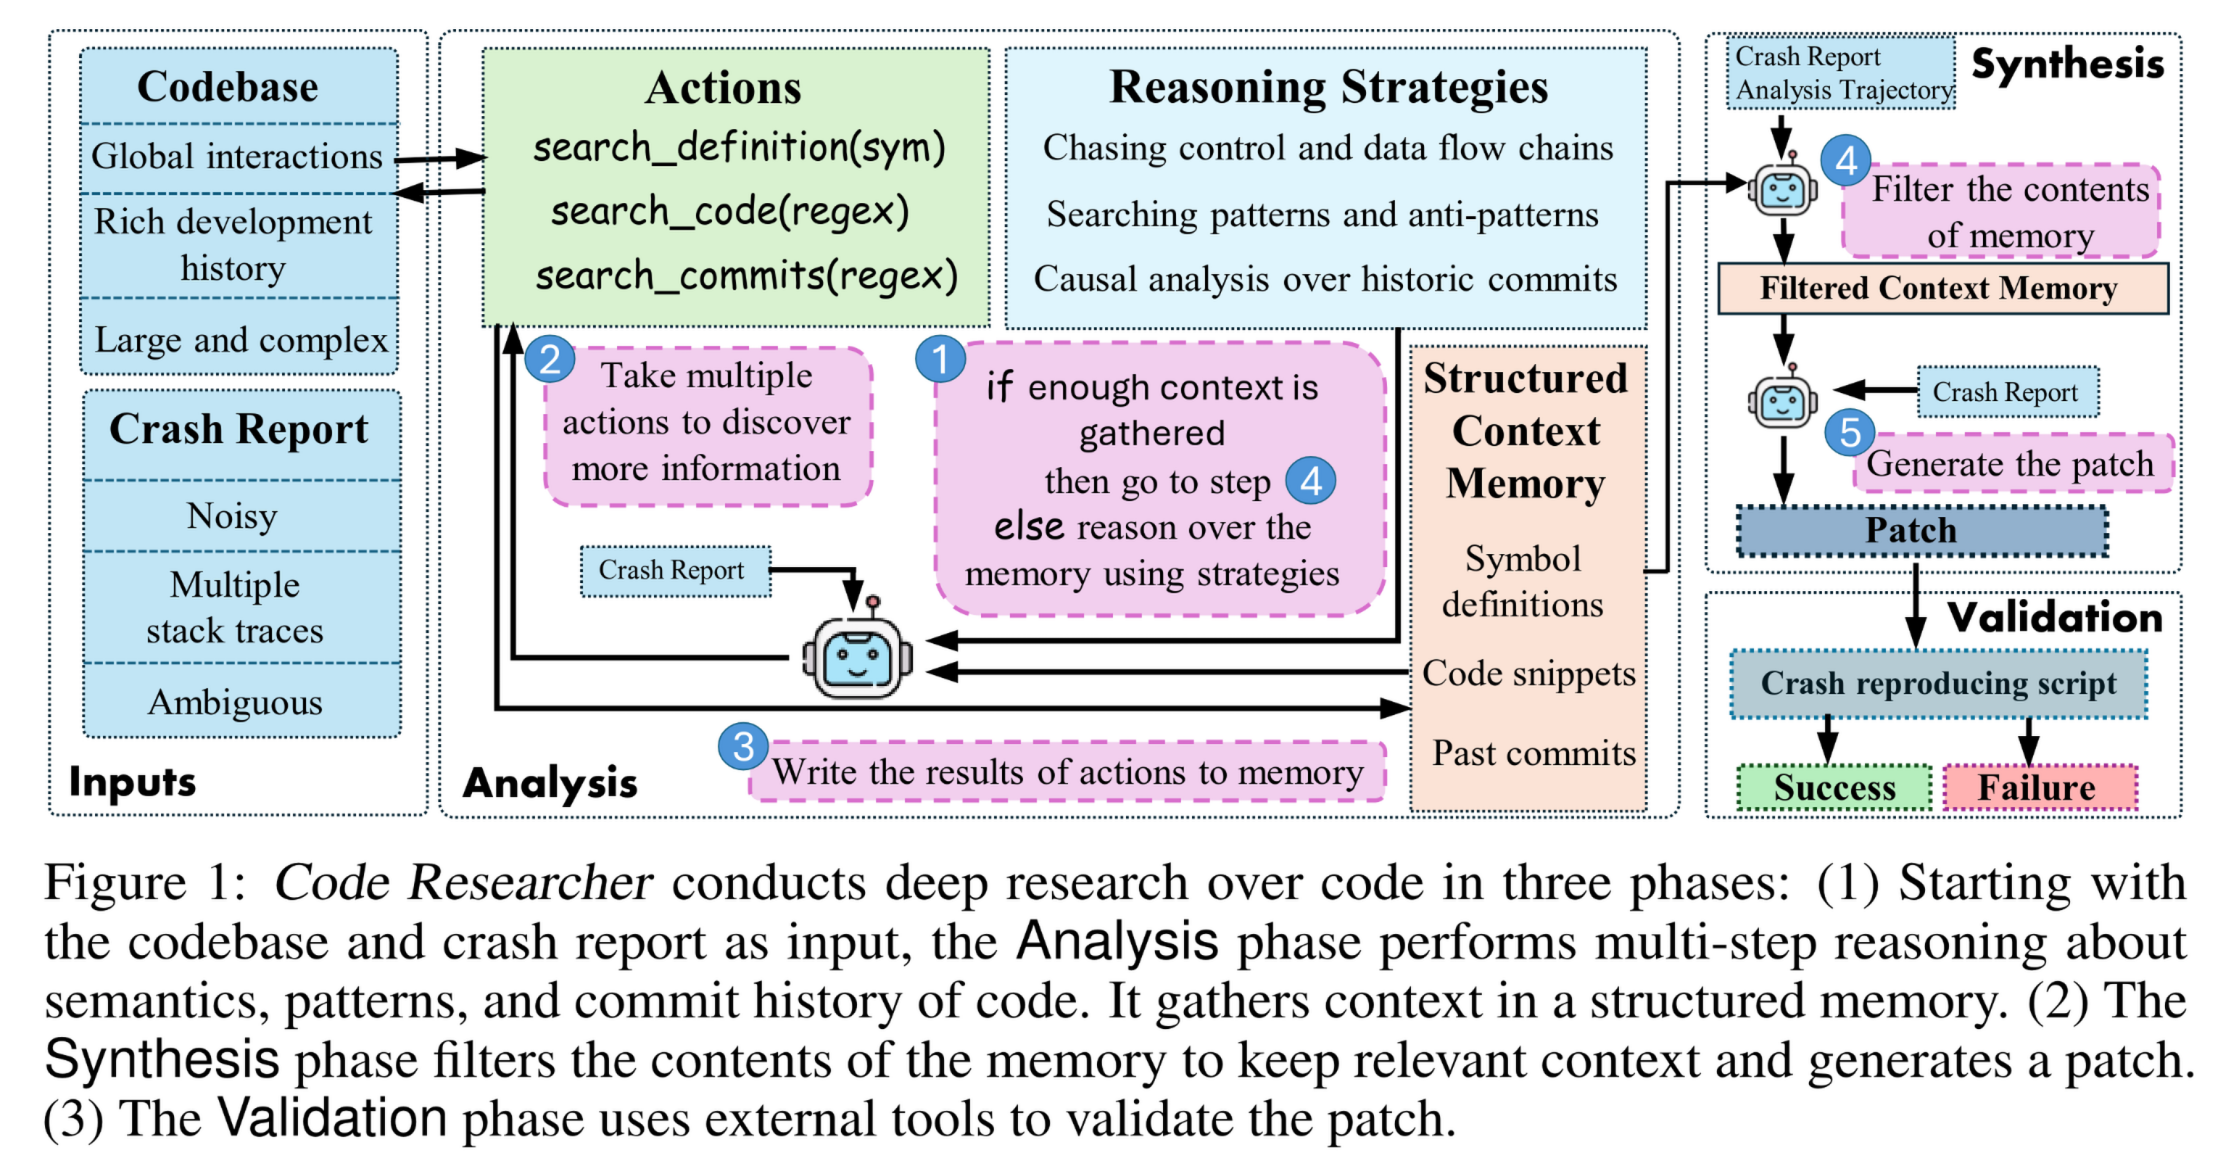 Codebase
Global interactions
Rich development
history
Large and complex
Crash Report
Noisy
Multiple
stack traces
Ambiguous
Inputs
Actions
search_definition(sym)
search_code(regex)
search_commits(regex)
Reasoning Strategies
Chasing control and data flow chains
Searching patterns and anti-patterns
Causal analysis over historic commits
2
Take multiple
actions to discover
more information
1
if enough context is
gathered
then go to step 4
else reason over the
memory using strategies
Structured
Context
Memory
Symbol
definitions
Code snippets
Past commits
Crash Report
3
Write the results of actions to memory
Analysis
Crash Report
Analysis Trajectory
Synthesis
4
Filter the contents
of memory
Filtered Context Memory
Crash Report
5
Generate the patch
Patch
Validation
Crash reproducing script
Success
Failure
Figure 1: Code Researcher conducts deep research over code in three phases: (1) Starting with
the codebase and crash report as input, the Analysis phase performs multi-step reasoning about
semantics, patterns, and commit history of code. It gathers context in a structured memory. (2) The
Synthesis phase filters the contents of the memory to keep relevant context and generates a patch.
(3) The Validation phase uses external tools to validate the patch.